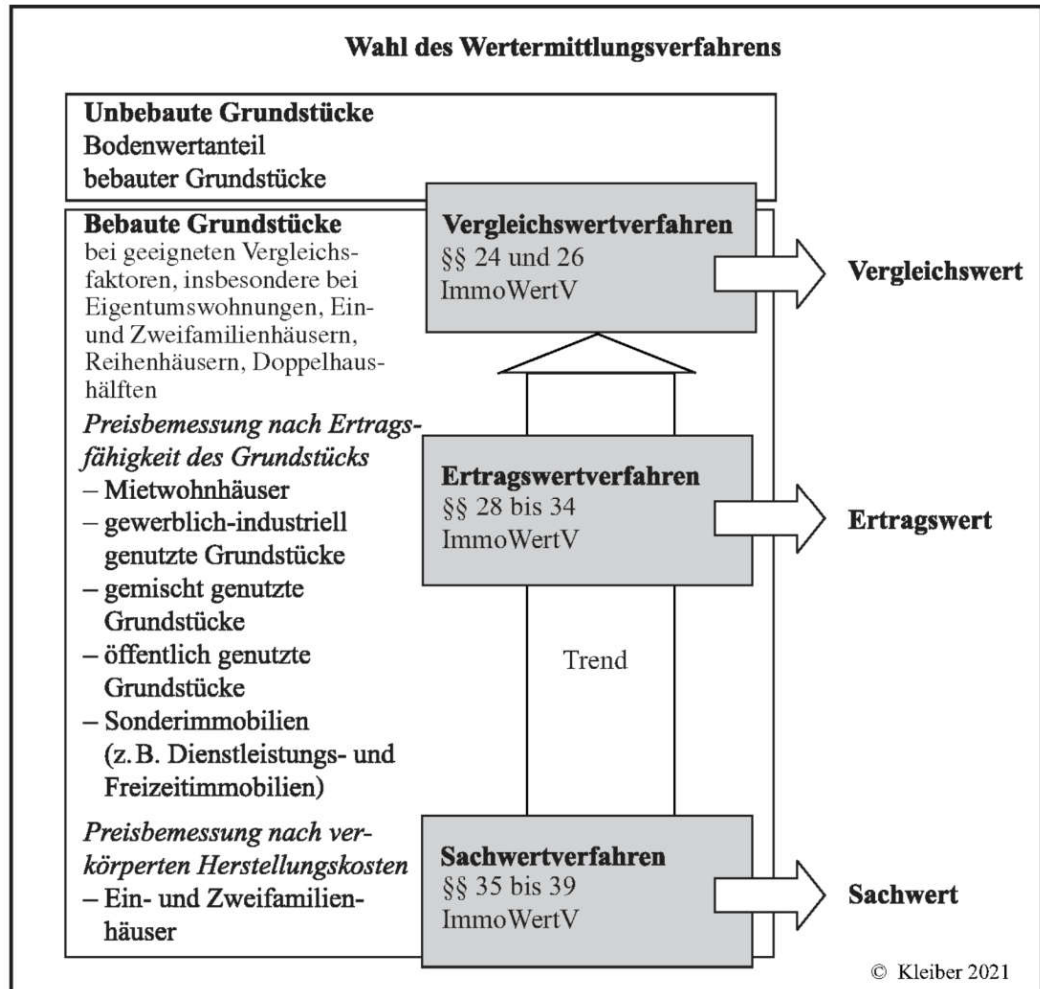 Wahl des Wertermittlungsverfahrens
Unbebaute Grundstücke
Bodenwertanteil
bebauter Grundstücke
Bebaute Grundstücke
bei geeigneten Vergleichs-
faktoren, insbesondere bei
Eigentumswohnungen, Ein-
und Zweifamilienhäusern,
Reihenhäusern, Doppelhaus-
hälften
Preisbemessung nach Ertrags-
fähigkeit des Grundstücks
– Mietwohnhäuser
– gewerblich-industriell
genutzte Grundstücke
– gemischt genutzte
Grundstücke
– öffentlich genutzte
Grundstücke
– Sonderimmobilien
(z. B. Dienstleistungs- und
Freizeitimmobilien)
Preisbemessung nach ver-
körperten Herstellungskosten
– Ein- und Zweifamilien-
häuser
Vergleichswertverfahren
§§ 24 und 26
ImmoWertV
Vergleichswert
Ertragswertverfahren
§§ 28 bis 34
ImmoWertV
Ertragswert
Trend
Sachwertverfahren
§§ 35 bis 39
ImmoWertV
Sachwert
© Kleiber 2021